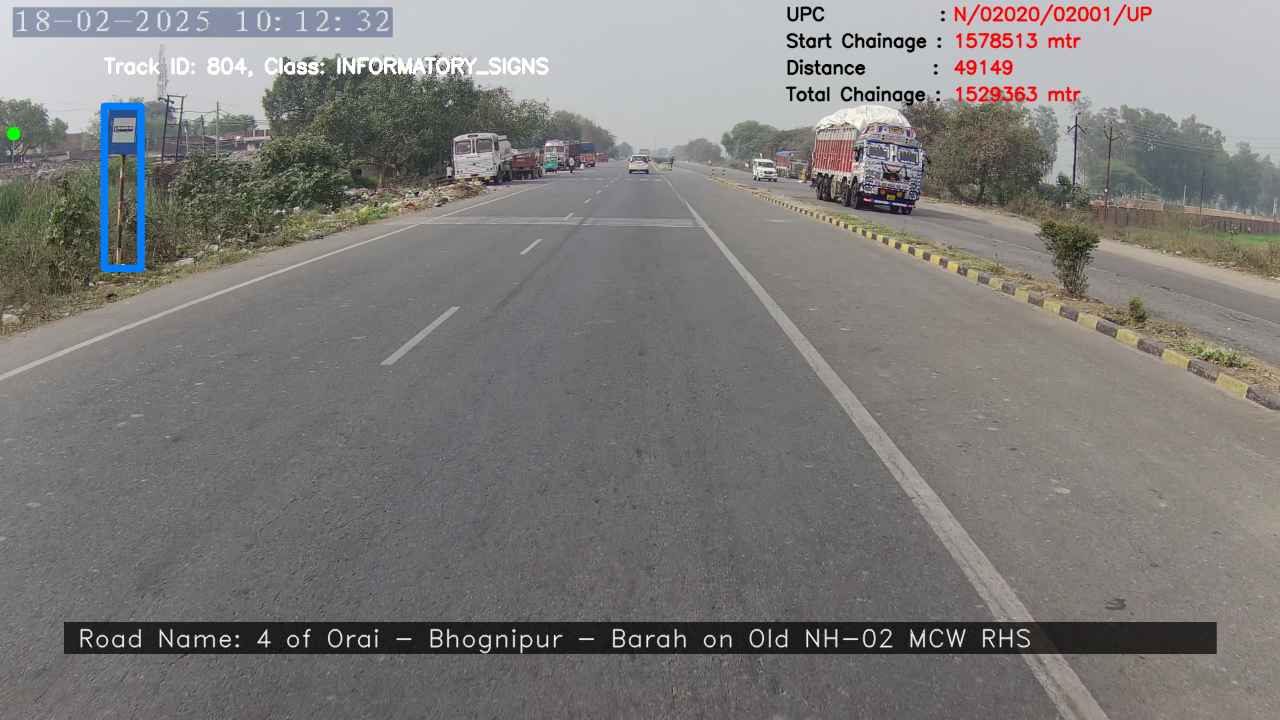 18-02-2025 10:12:32
UPC : N/02020/02001/UP
Start Chainage : 1578513 mtr
Distance : 49149
Total Chainage : 1529363 mtr
Track ID: 804, Class: INFORMATORY_SIGNS
Road Name: 4 of Orai - Bhognipur - Barah on Old NH-02 MCW RHS